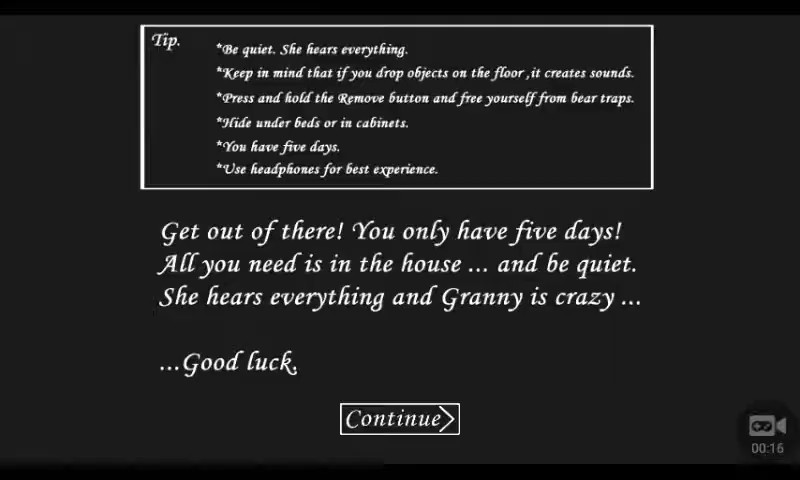 Tip.
*Be quiet. She hears everything.
*Keep in mind that if you drop objects on the floor ,it creates sounds.
*Press and hold the Remove button and free yourself from bear traps.
*Hide under beds or in cabinets.
*You have five days.
*Use headphones for best experience.
Get out of there! You only have five days!
All you need is in the house ... and be quiet.
She hears everything and Granny is crazy ...
...Good luck.
Continue>
00:16